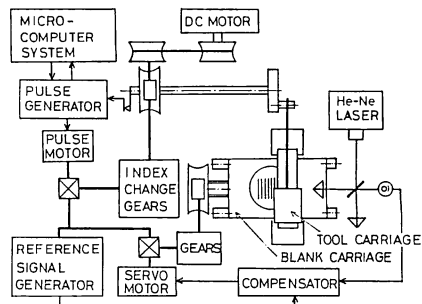 MICRO-
COMPUTER
SYSTEM
DC MOTOR
PULSE
GENERATOR
He-Ne
LASER
PULSE
MOTOR
INDEX
CHANGE
GEARS
TOOL CARRIAGE
BLANK CARRIAGE
REFERENCE
SIGNAL
GENERATOR
GEARS
SERVO
MOTOR
COMPENSATOR